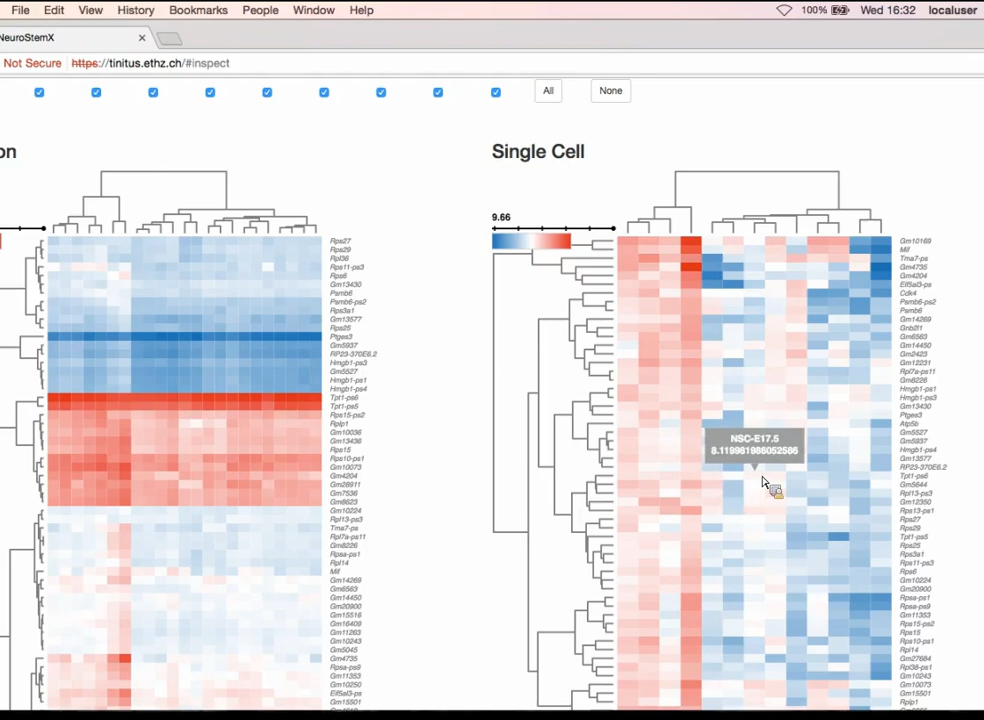 File Edit View History Bookmarks People Window Help 100% Wed 16:32 localuser
NeuroStemX
Not Secure https://tinitus.ethz.ch/#inspect
All None
on
Single Cell
9.66
Rps27
Rps29
Rpl36
Rps11-ps3
Rps6
Gm13430
Psmb6
Psmb6-ps2
Rps3a1
Gm13577
Rps25
Ptges3
Gm5937
RP23-370E6.2
Hmgb1-ps3
Gm5527
Hmgb1-ps1
Hmgb1-ps4
Tpt1-ps6
Tpt1-ps5
Rps15-ps2
Rplp1
Gm10036
Gm13436
Rps15
Rps10-ps1
Gm10073
Gm4204
Gm28911
Gm7536
Gm8623
Gm10224
Rpl13-ps3
Tma7-ps
Rpl7a-ps11
Gm8226
Rpsa-ps1
Rpl14
Mif
Gm14269
Gm6563
Gm14450
Gm20900
Gm15516
Gm16409
Gm11263
Gm10243
Gm5045
Gm4735
Rpsa-ps9
Gm11353
Gm10250
Eif5al3-ps
Gm15501
Gm10169
Mif
Tma7-ps
Gm4735
Gm4204
Eif5al3-ps
Cdk4
Psmb6-ps2
Psmb6
Gm14269
Gnb2l1
Gm6563
Gm14450
Gm2423
Gm12231
Rpl7a-ps11
Gm8226
Hmgb1-ps1
Hmgb1-ps3
Gm13430
Ptges3
Atp5b
Gm5527
Gm5937
Hmgb1-ps4
Gm13577
RP23-370E6.2
Tpt1-ps6
Gm5644
Rpl13-ps3
Gm12350
Rps13-ps1
Rps27
Rps29
Tpt1-ps5
Rps25
Rps3a1
Rps11-ps3
Rps6
Gm10224
Gm20900
Rpsa-ps1
Rpsa-ps9
Gm11353
Rps15-ps2
Rps15
Rps10-ps1
Rpl14
Gm27684
Rpl38-ps1
Gm10243
Gm10073
Gm15501
Rplp1
NSC-E17.5
8.119981986052586